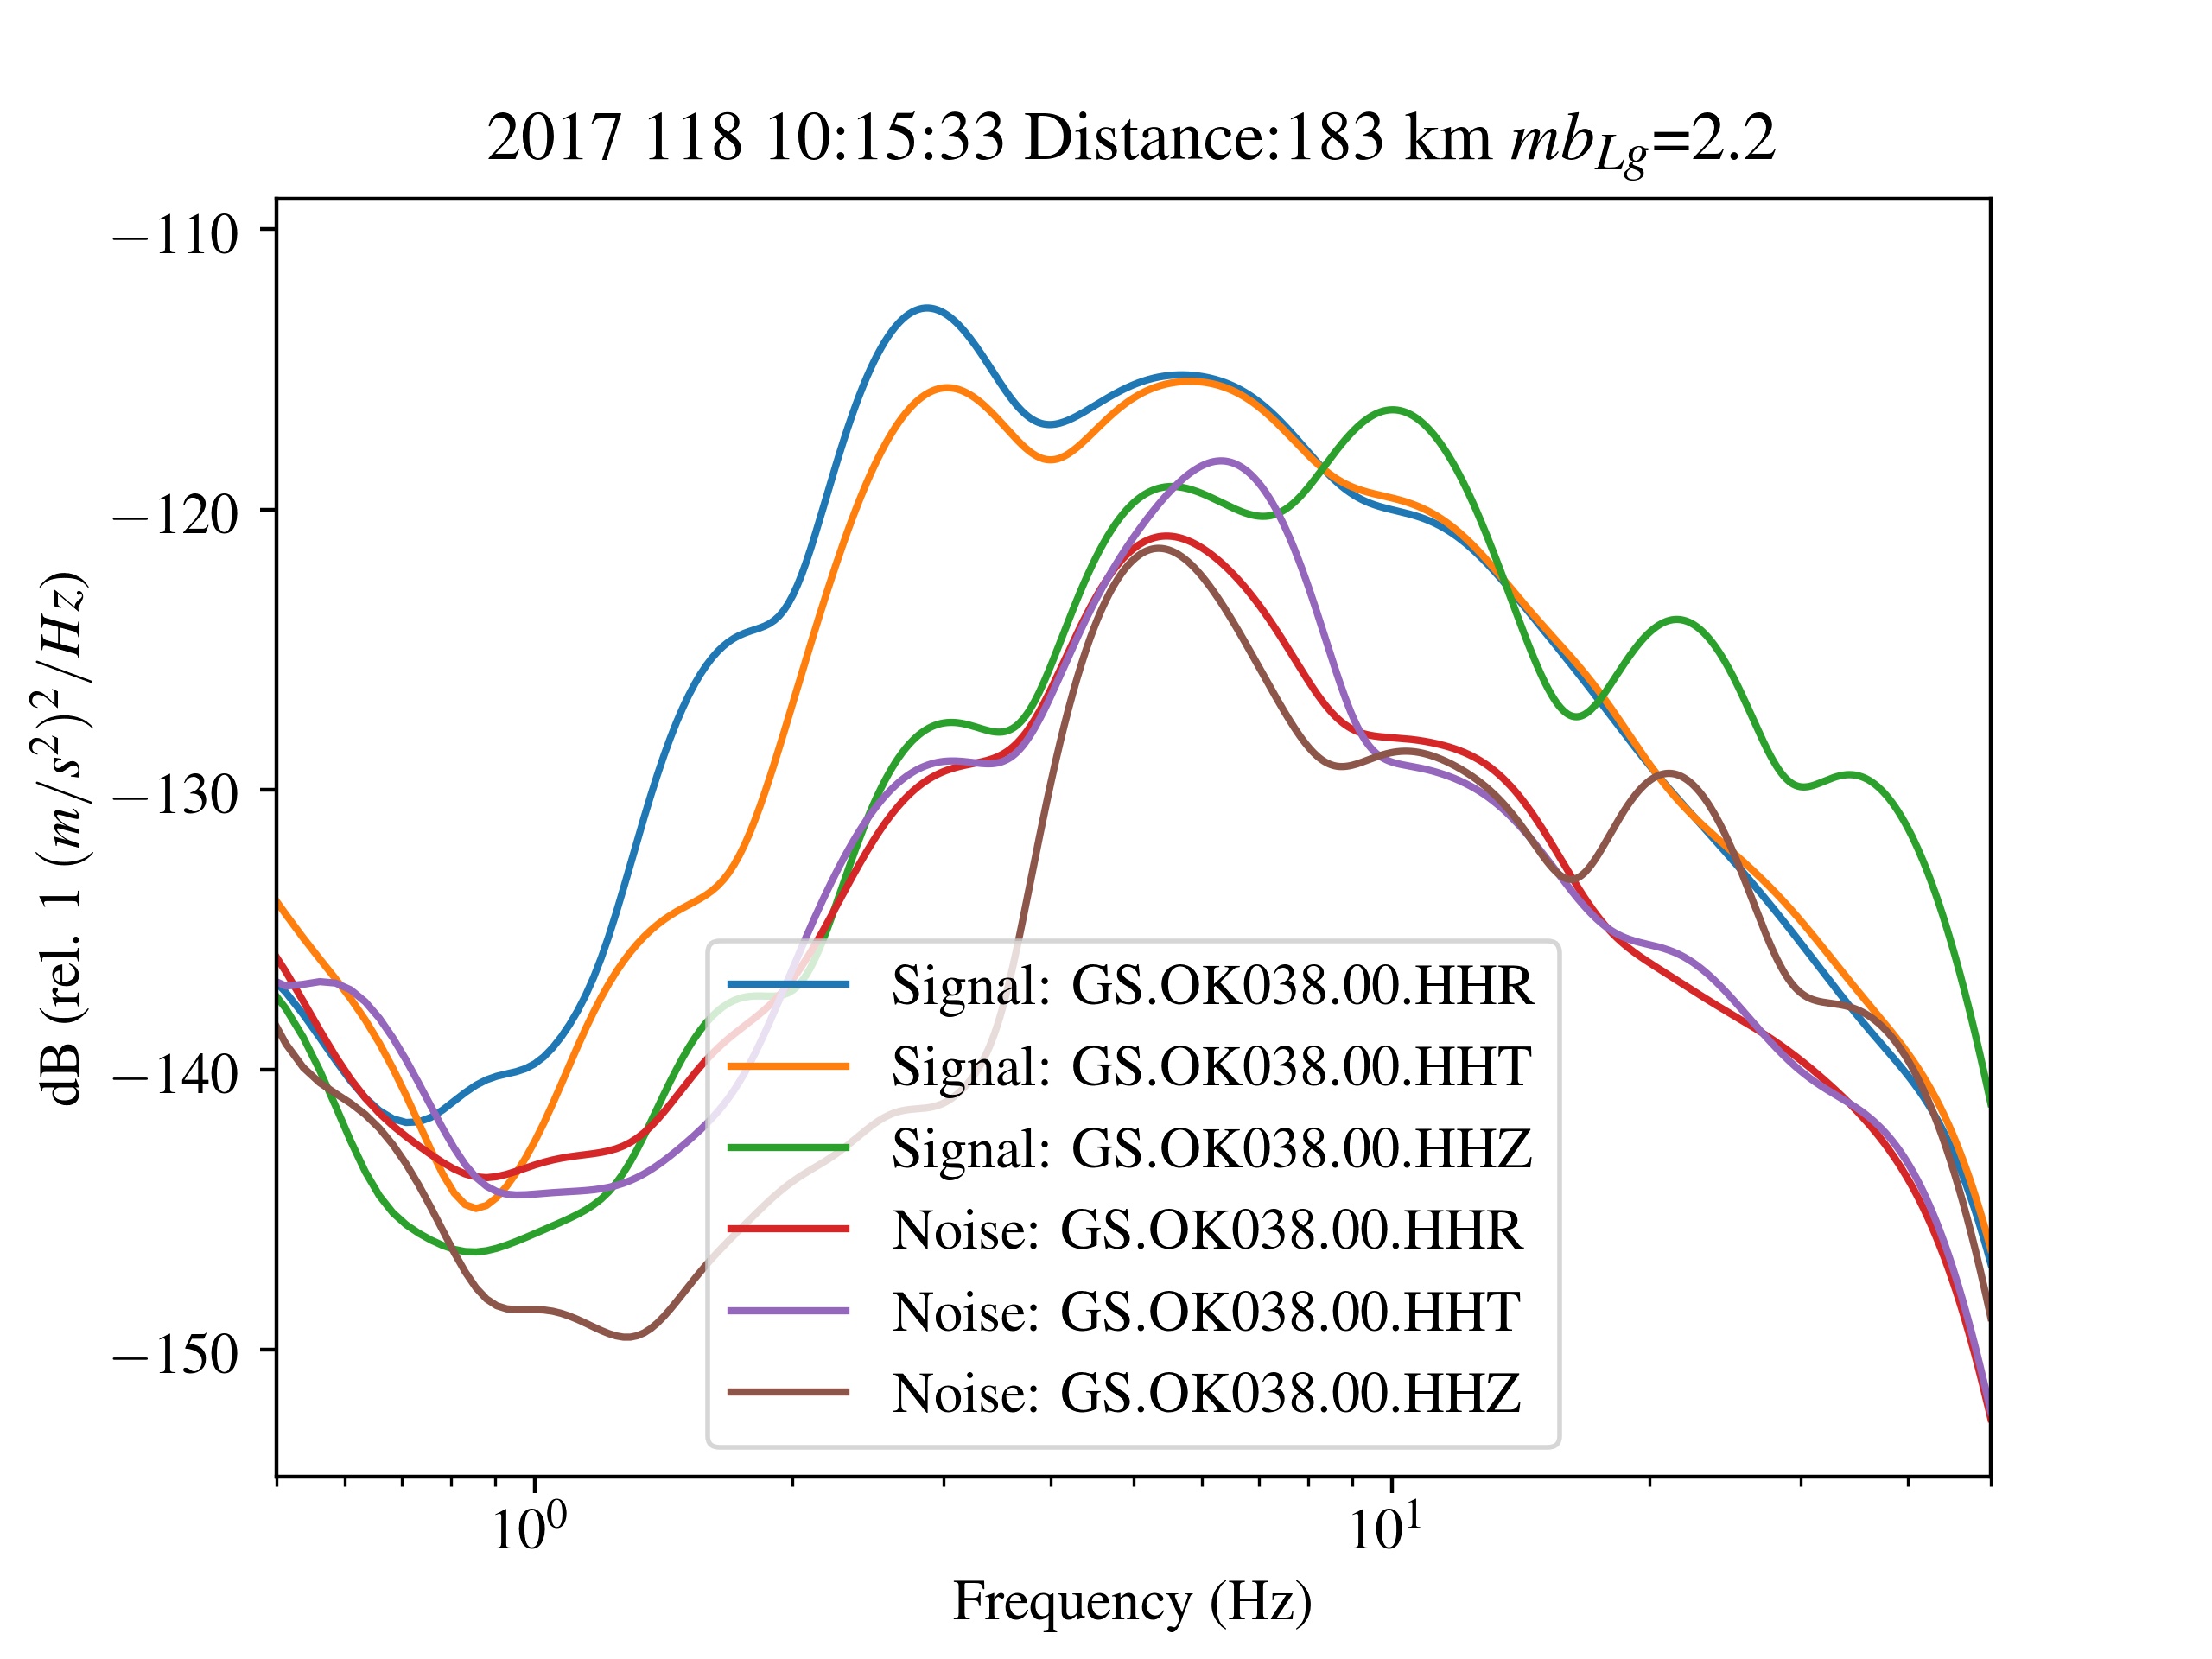 2017 118 10:15:33 Distance:183 km mb_Lg=2.2
dB (rel. 1 (m/s²)²/Hz)
−110
−120
−130
−140
−150
Signal: GS.OK038.00.HHR
Signal: GS.OK038.00.HHT
Signal: GS.OK038.00.HHZ
Noise: GS.OK038.00.HHR
Noise: GS.OK038.00.HHT
Noise: GS.OK038.00.HHZ
10⁰ 10¹
Frequency (Hz)